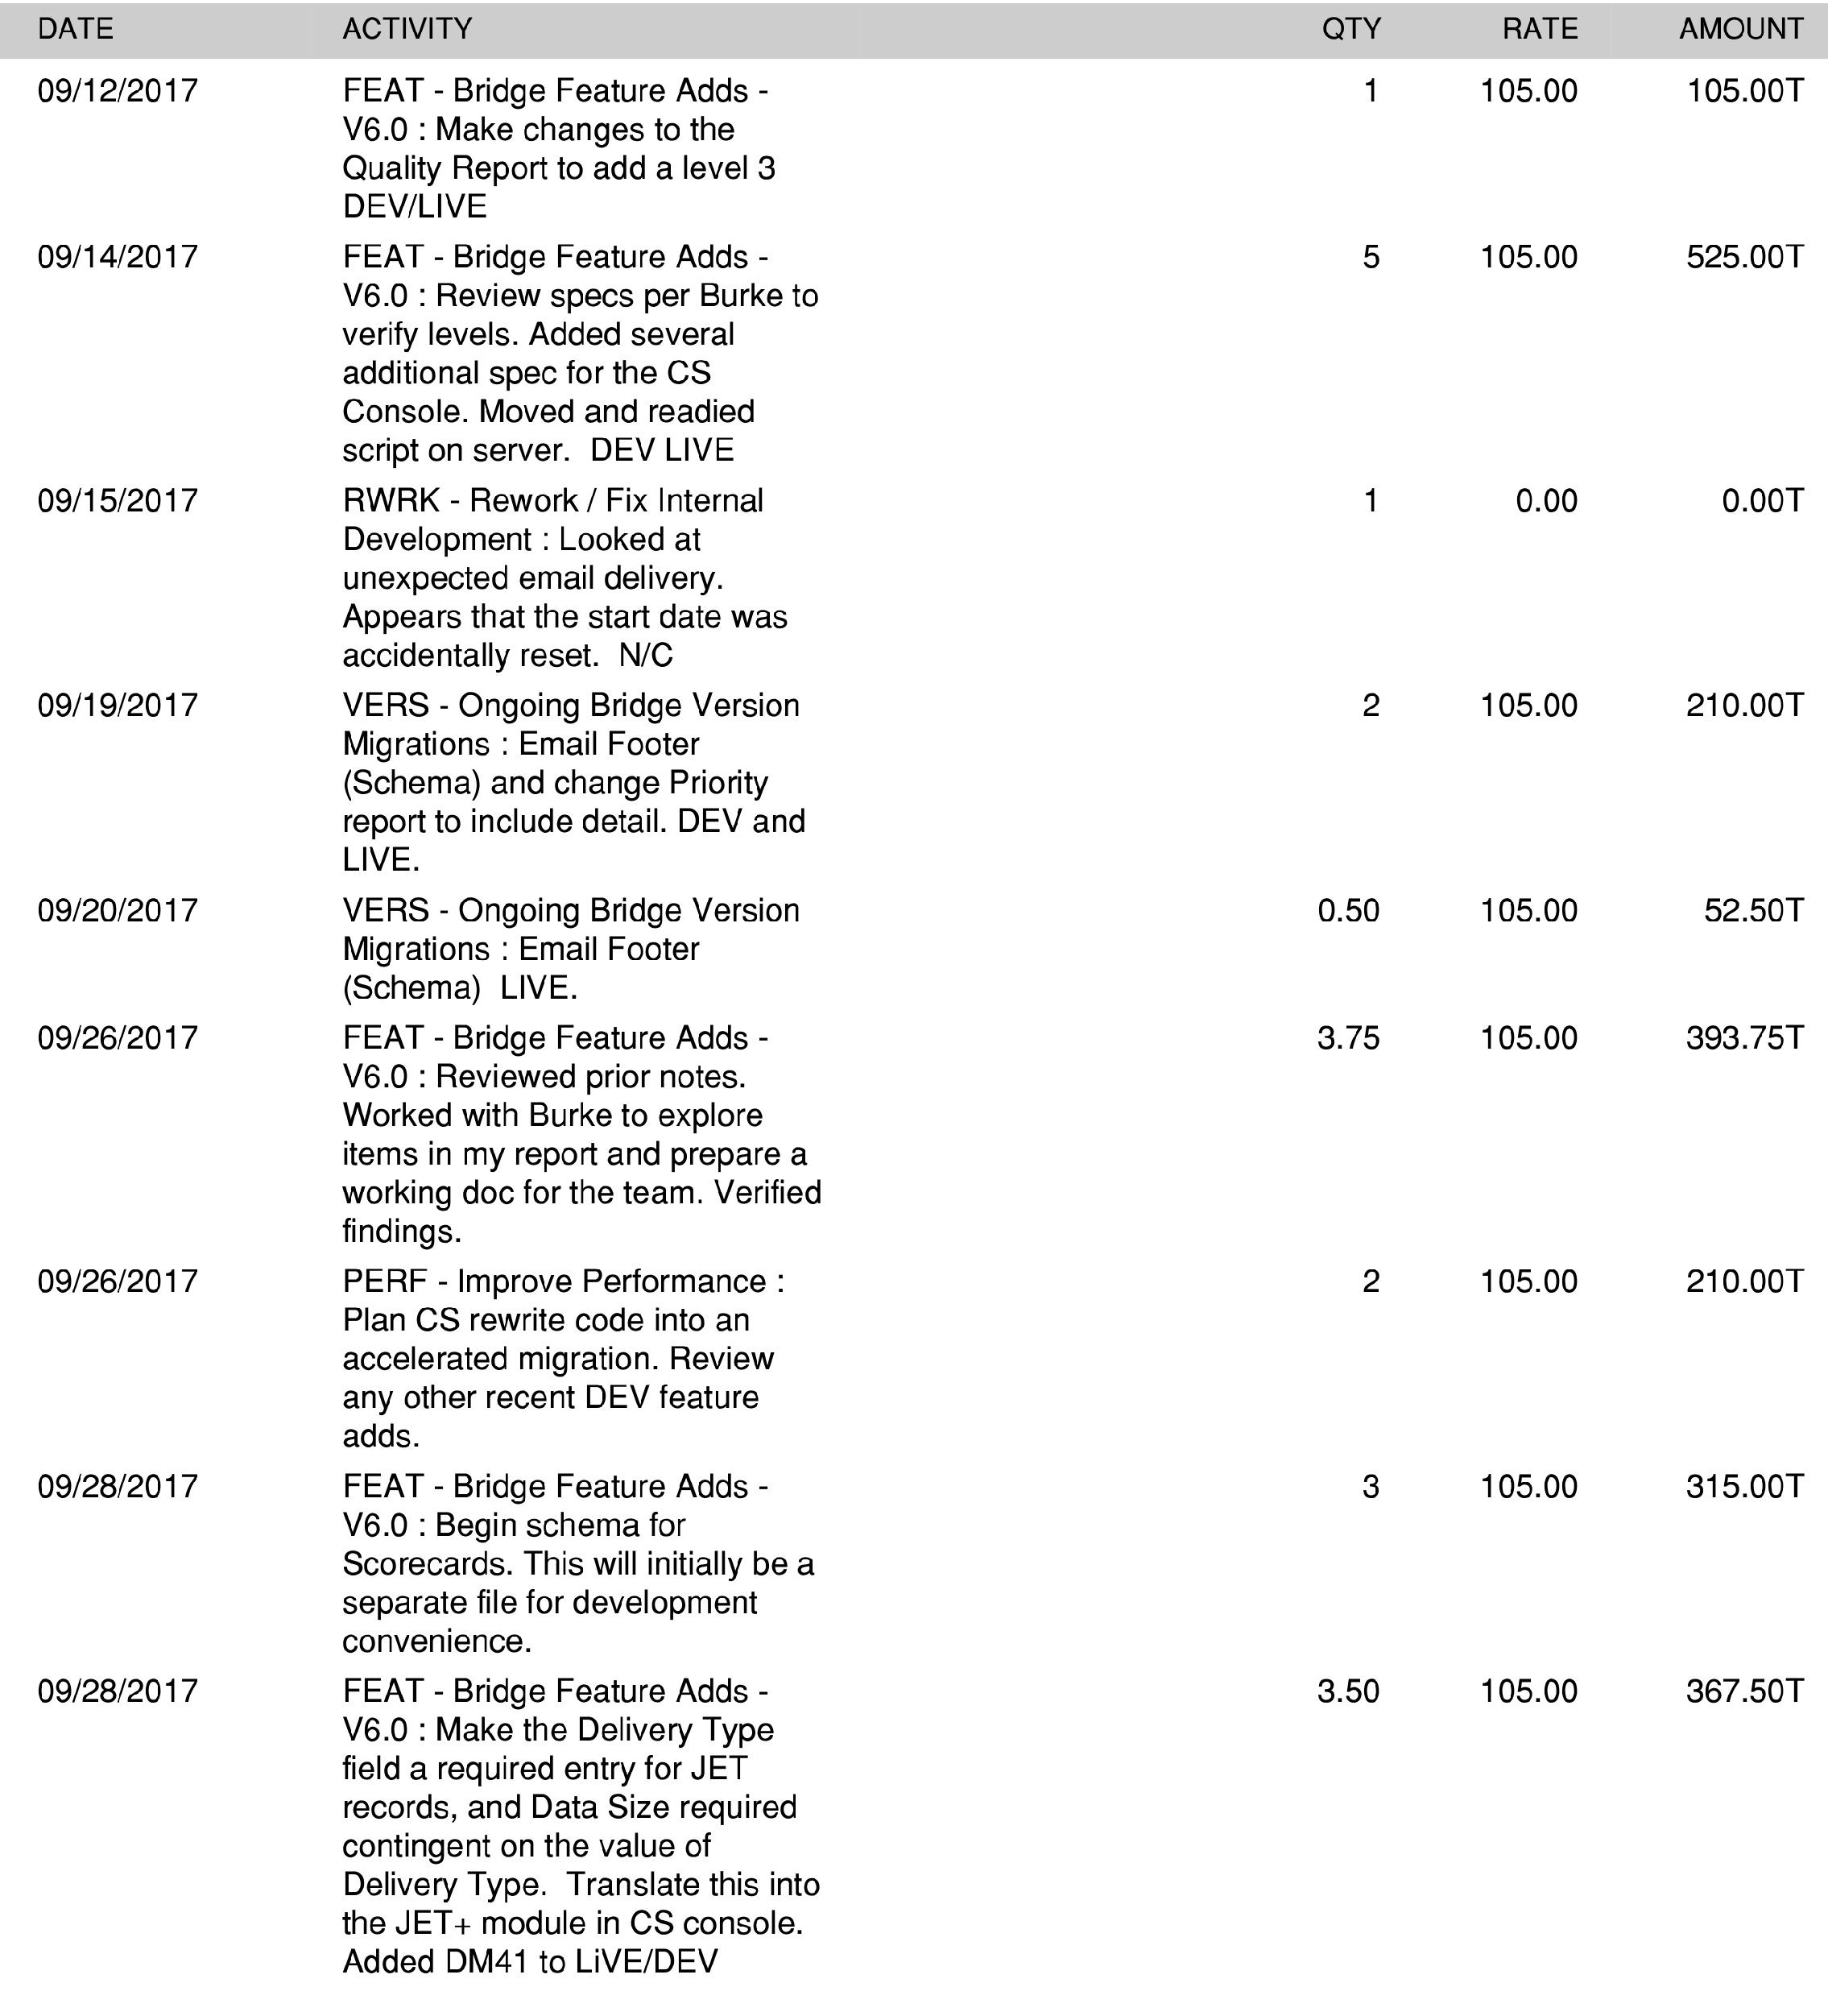 DATE ACTIVITY QTY RATE AMOUNT
09/12/2017 FEAT - Bridge Feature Adds - 1 105.00 105.00T
V6.0 : Make changes to the
Quality Report to add a level 3
DEV/LIVE
09/14/2017 FEAT - Bridge Feature Adds - 5 105.00 525.00T
V6.0 : Review specs per Burke to
verify levels. Added several
additional spec for the CS
Console. Moved and readied
script on server.  DEV LIVE
09/15/2017 RWRK - Rework / Fix Internal 1 0.00 0.00T
Development : Looked at
unexpected email delivery.
Appears that the start date was
accidentally reset.  N/C
09/19/2017 VERS - Ongoing Bridge Version 2 105.00 210.00T
Migrations : Email Footer
(Schema) and change Priority
report to include detail. DEV and
LIVE.
09/20/2017 VERS - Ongoing Bridge Version 0.50 105.00 52.50T
Migrations : Email Footer
(Schema)  LIVE.
09/26/2017 FEAT - Bridge Feature Adds - 3.75 105.00 393.75T
V6.0 : Reviewed prior notes.
Worked with Burke to explore
items in my report and prepare a
working doc for the team. Verified
findings.
09/26/2017 PERF - Improve Performance : 2 105.00 210.00T
Plan CS rewrite code into an
accelerated migration. Review
any other recent DEV feature
adds.
09/28/2017 FEAT - Bridge Feature Adds - 3 105.00 315.00T
V6.0 : Begin schema for
Scorecards. This will initially be a
separate file for development
convenience.
09/28/2017 FEAT - Bridge Feature Adds - 3.50 105.00 367.50T
V6.0 : Make the Delivery Type
field a required entry for JET
records, and Data Size required
contingent on the value of
Delivery Type.  Translate this into
the JET+ module in CS console.
Added DM41 to LiVE/DEV